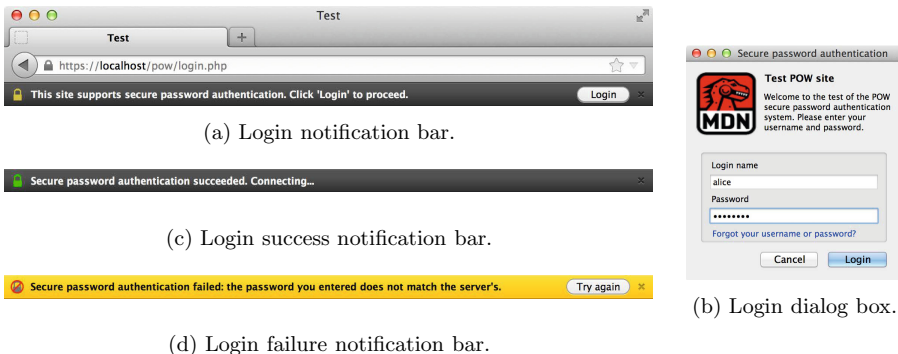 Test
Test
+
https://localhost/pow/login.php
This site supports secure password authentication. Click 'Login' to proceed.
Login
(a) Login notification bar.
Secure password authentication succeeded. Connecting...
(c) Login success notification bar.
Secure password authentication failed: the password you entered does not match the server's.
Try again
(d) Login failure notification bar.
Secure password authentication
MDN
Test POW site
Welcome to the test of the POW
secure password authentication
system. Please enter your
username and password.
Login name
alice
Password
••••••••
Forgot your username or password?
Cancel
Login
(b) Login dialog box.